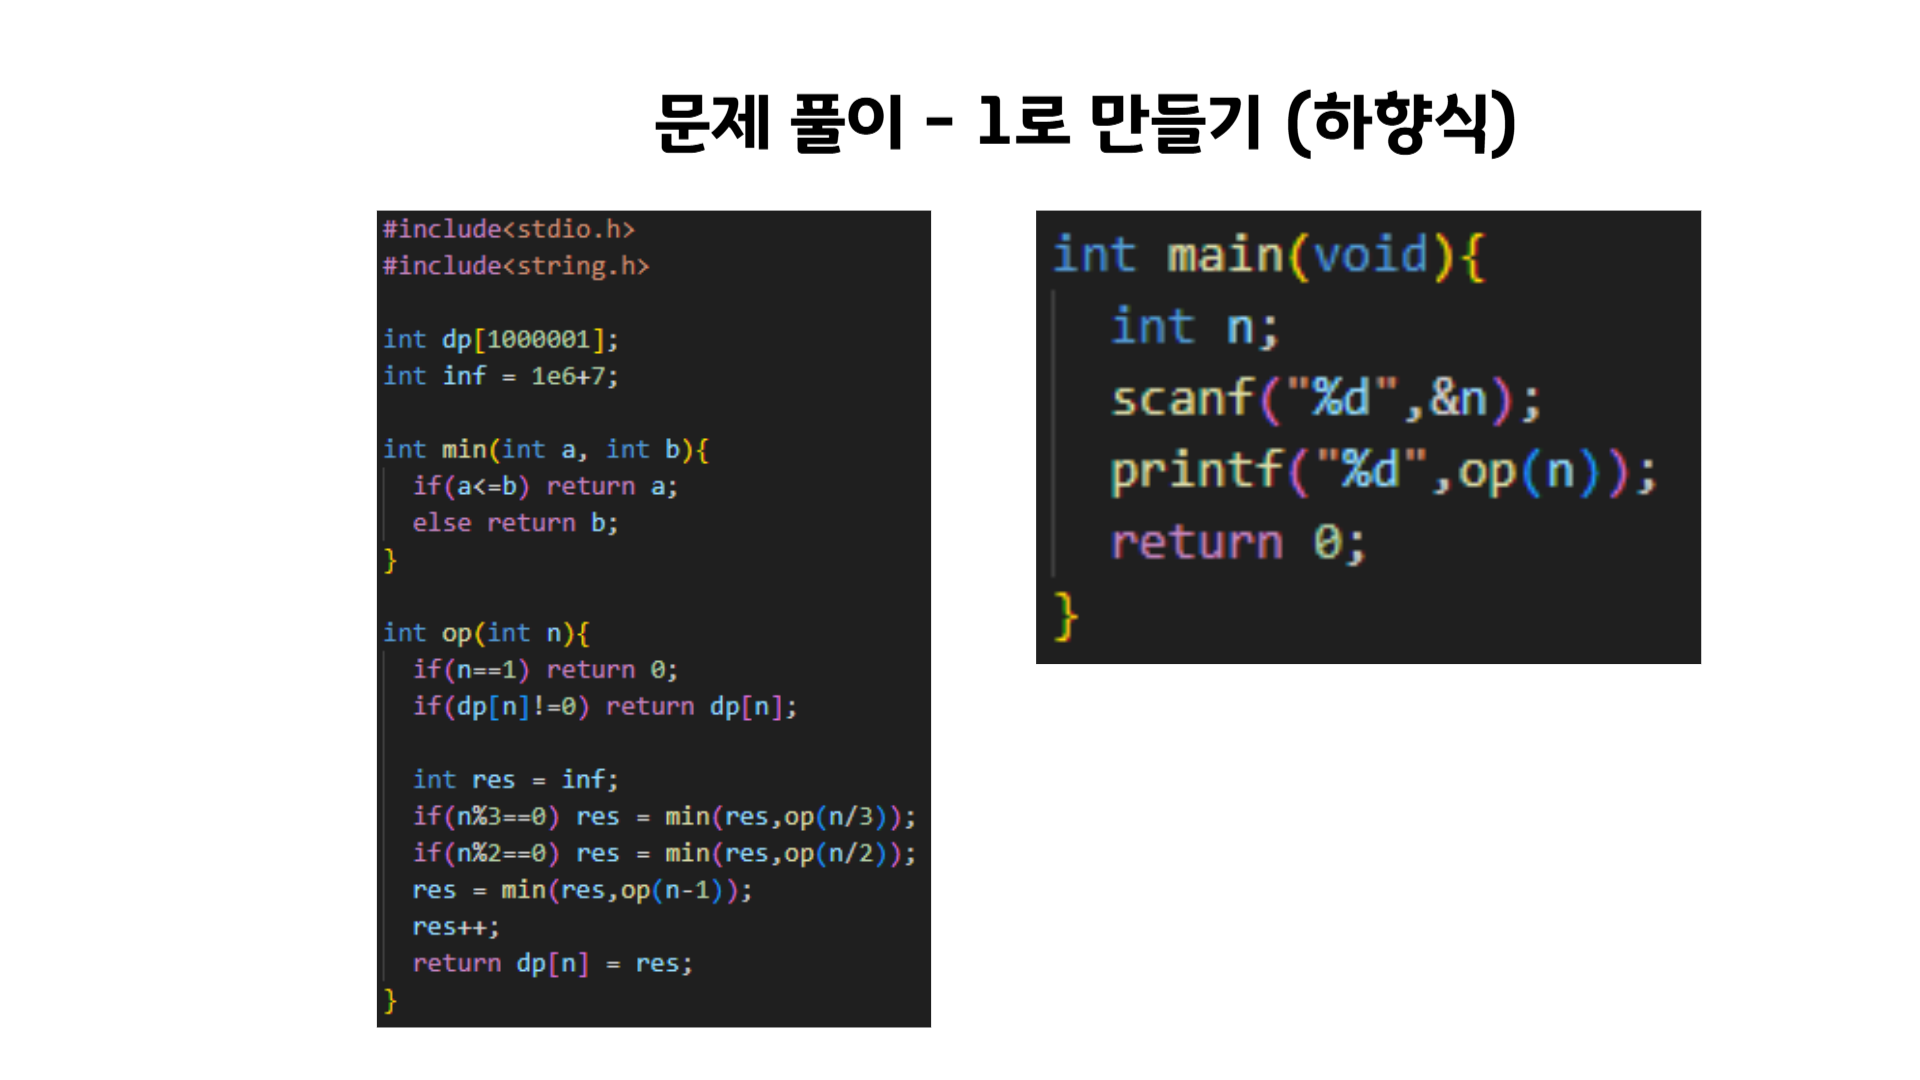 문제 풀이 - 1로 만들기 (하향식)
#include<stdio.h>
#include<string.h>
int dp[1000001];
int inf = 1e6+7;
int min(int a, int b){
if(a<=b) return a;
else return b;
}
int op(int n){
if(n==1) return 0;
if(dp[n]!=0) return dp[n];
int res = inf;
if(n%3==0) res = min(res,op(n/3));
if(n%2==0) res = min(res,op(n/2));
res = min(res,op(n-1));
res++;
return dp[n] = res;
}
int main(void){
int n;
scanf("%d",&n);
printf("%d",op(n));
return 0;
}